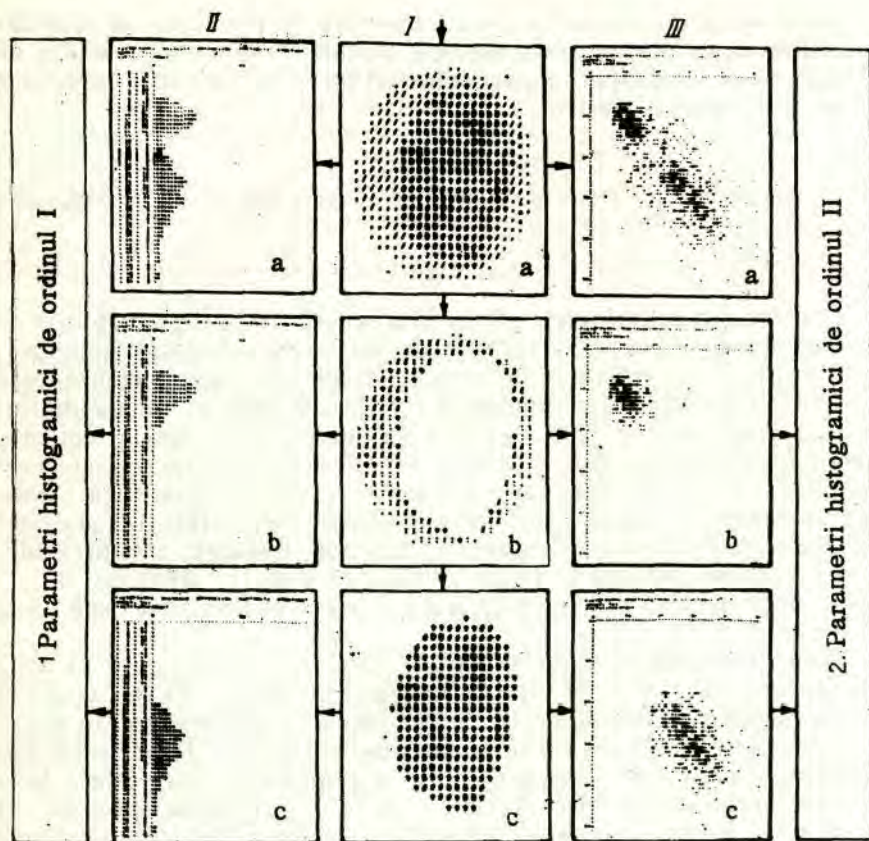 II I III
a a a
b b b
c c c
1 Parametri histogramici de ordinul I
2. Parametri histogramici de ordinul II